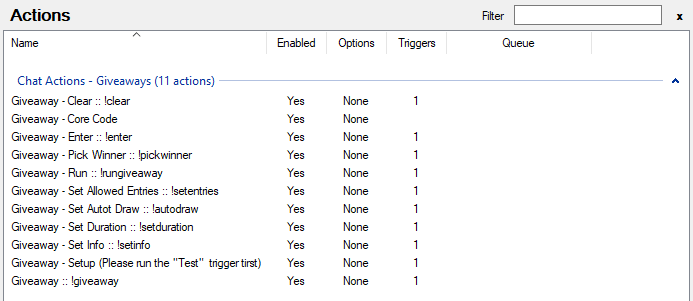 Actions
Filter
x
Name Enabled Options Triggers Queue
Chat Actions - Giveaways (11 actions)
Giveaway - Clear :: !clear Yes None 1
Giveaway - Core Code Yes None
Giveaway - Enter :: !enter Yes None 1
Giveaway - Pick Winner :: !pickwinner Yes None 1
Giveaway - Run :: !rungiveaway Yes None 1
Giveaway - Set Allowed Entries :: !setentries Yes None 1
Giveaway - Set Autot Draw :: !autodraw Yes None 1
Giveaway - Set Duration :: !setduration Yes None 1
Giveaway - Set Info :: !setinfo Yes None 1
Giveaway - Setup (Please run the "Test" trigger tirst) Yes None 1
Giveaway :: !giveaway Yes None 1